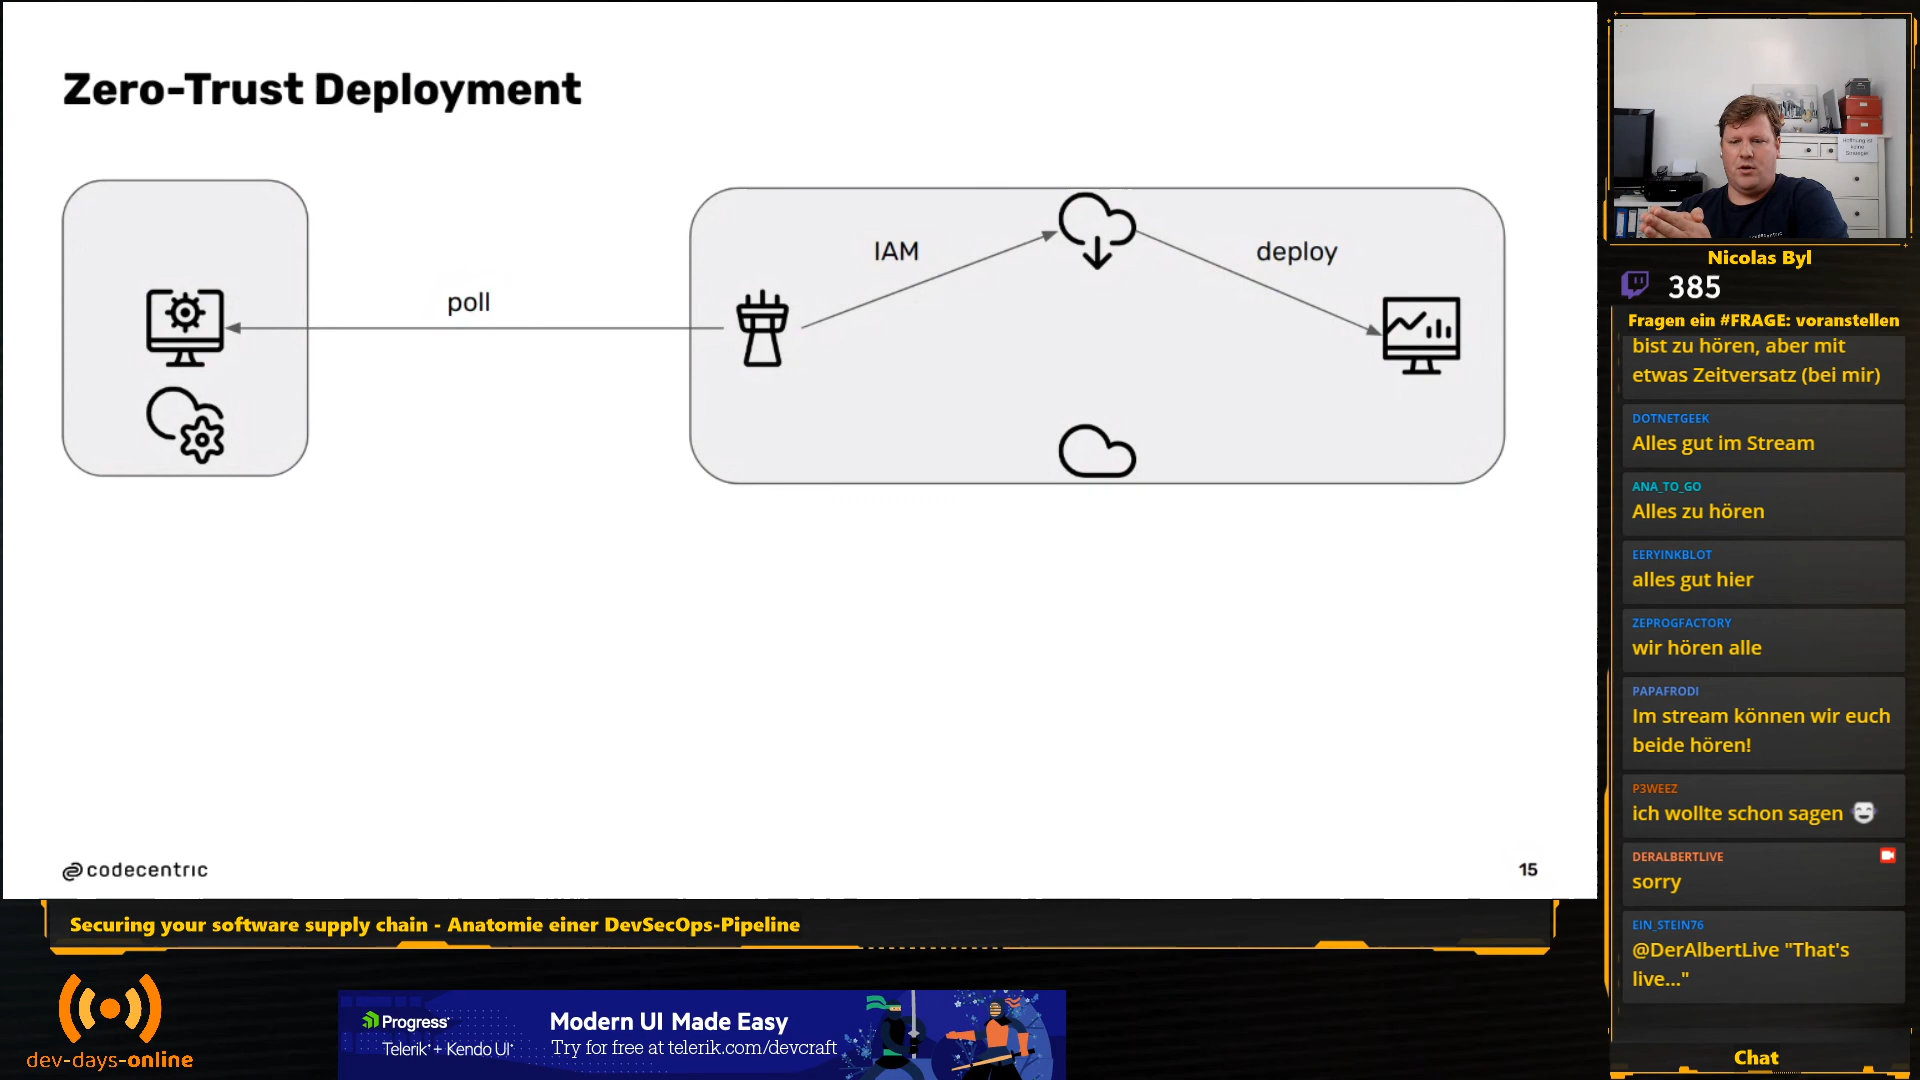 Zero-Trust Deployment
poll
IAM
deploy
codecentric
15
Hoffnung ist
keine
Strategie
Nicolas Byl
385
Fragen ein #FRAGE: voranstellen
bist zu hören, aber mit
etwas Zeitversatz (bei mir)
DOTNETGEEK
Alles gut im Stream
ANA_TO_GO
Alles zu hören
EERYINKBLOT
alles gut hier
ZEPROGFACTORY
wir hören alle
PAPAFRODI
Im stream können wir euch
beide hören!
P3WEEZ
ich wollte schon sagen
DERALBERTLIVE
sorry
EIN_STEIN76
@DerAlbertLive "That's
live..."
Chat
Securing your software supply chain - Anatomie einer DevSecOps-Pipeline
dev-days-online
Progress
Telerik + Kendo UI
Modern UI Made Easy
Try for free at telerik.com/devcraft